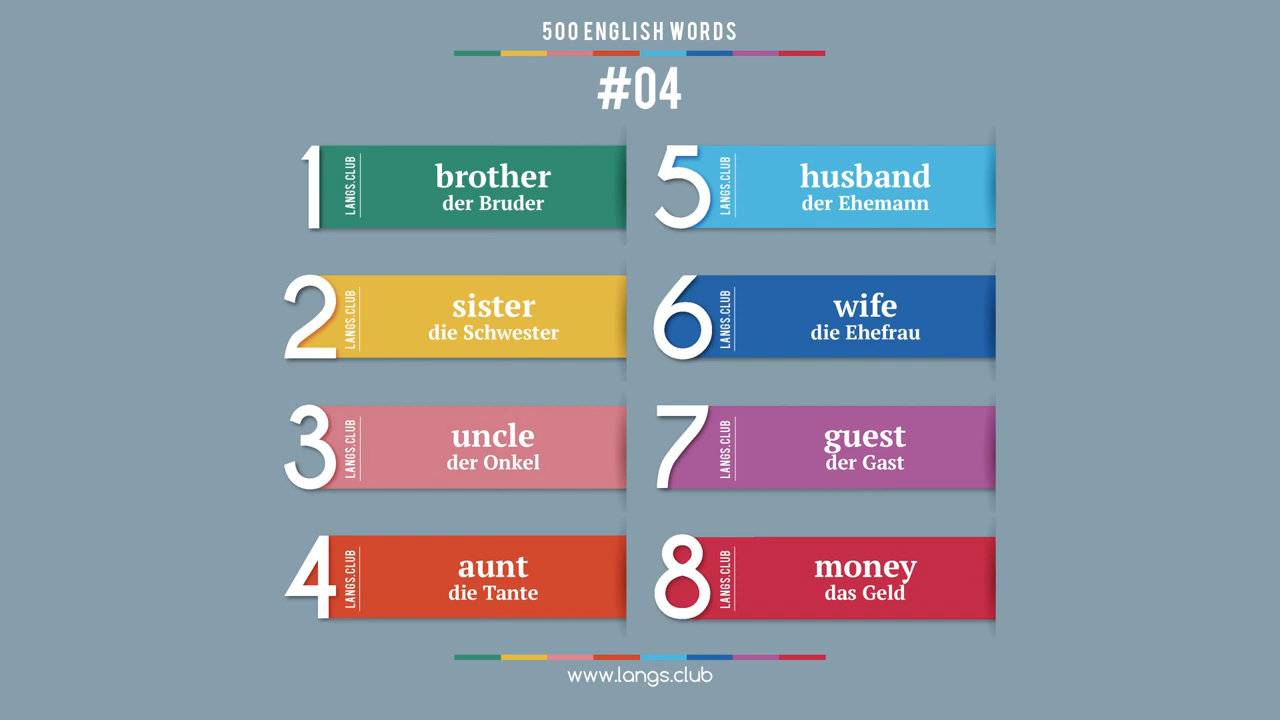 500 ENGLISH WORDS
#04
1
LANGS.CLUB
brother
der Bruder
2
LANGS.CLUB
sister
die Schwester
3
LANGS.CLUB
uncle
der Onkel
4
LANGS.CLUB
aunt
die Tante
5
LANGS.CLUB
husband
der Ehemann
6
LANGS.CLUB
wife
die Ehefrau
7
LANGS.CLUB
guest
der Gast
8
LANGS.CLUB
money
das Geld
www.langs.club